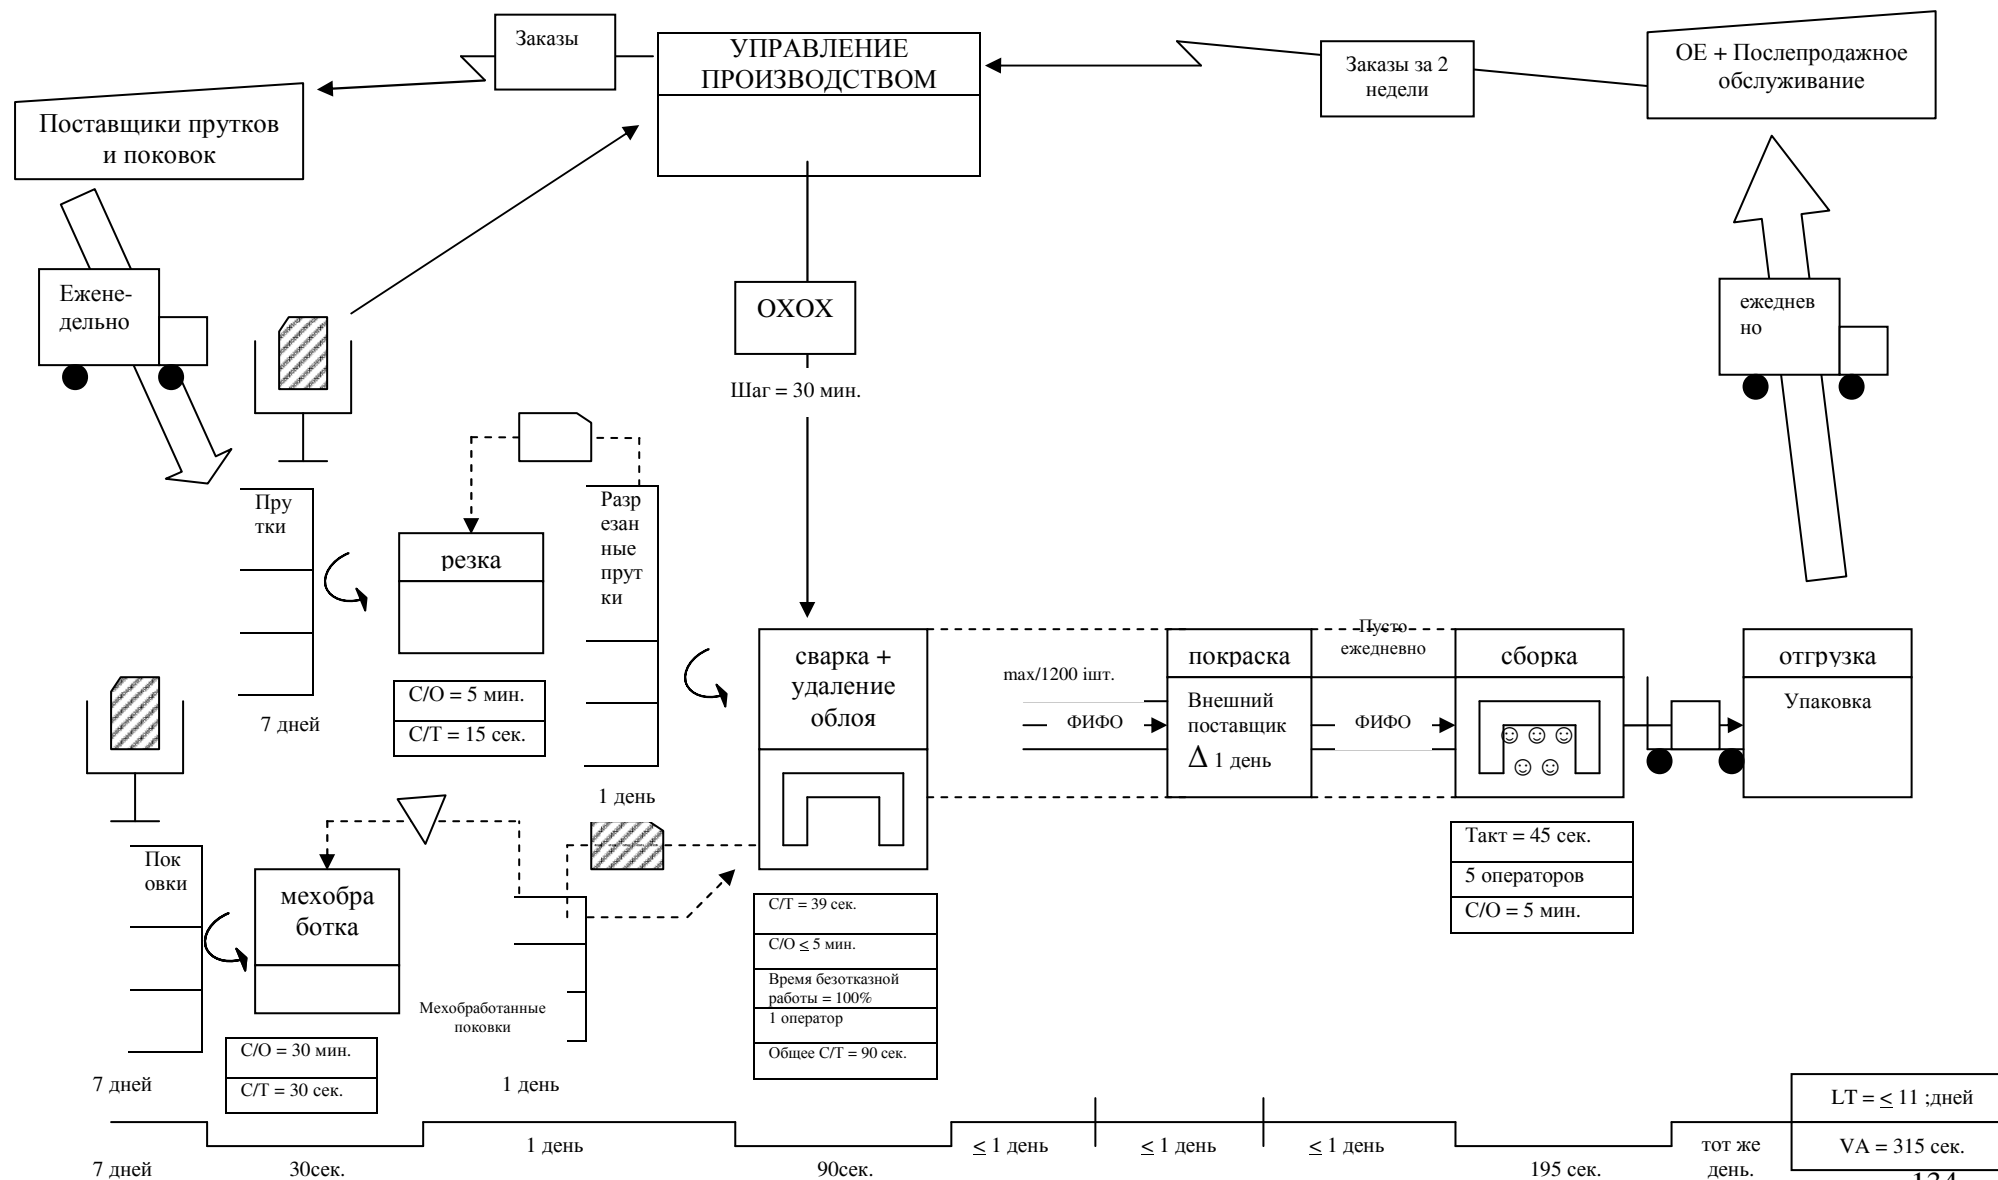 Заказы
УПРАВЛЕНИЕ
ПРОИЗВОДСТВОМ
Заказы за 2
недели
ОЕ + Послепродажное
обслуживание
Поставщики прутков
и поковок
Ежене-
дельно
ОХОХ
Шаг = 30 мин.
ежеднев
но
Пру
тки
7 дней
резка
С/О = 5 мин.
С/Т = 15 сек.
Разр
езан
ные
прут
ки
1 день
сварка +
удаление
облоя
max/1200 iшт.
ФИФО
покраска
Внешний
поставщик
Δ 1 день
Пусто
ежедневно
ФИФО
сборка
отгрузка
Упаковка
Такт = 45 сек.
5 операторов
С/О = 5 мин.
Пок
овки
7 дней
мехобра
ботка
С/О = 30 мин.
С/Т = 30 сек.
Мехобработанные
поковки
1 день
С/Т = 39 сек.
С/О ≤ 5 мин.
Время безотказной
работы = 100%
1 оператор
Общее С/Т = 90 сек.
7 дней
30сек.
1 день
90сек.
≤ 1 день
≤ 1 день
≤ 1 день
195 сек.
тот же
день.
LT = ≤ 11 ;дней
VA = 315 сек.